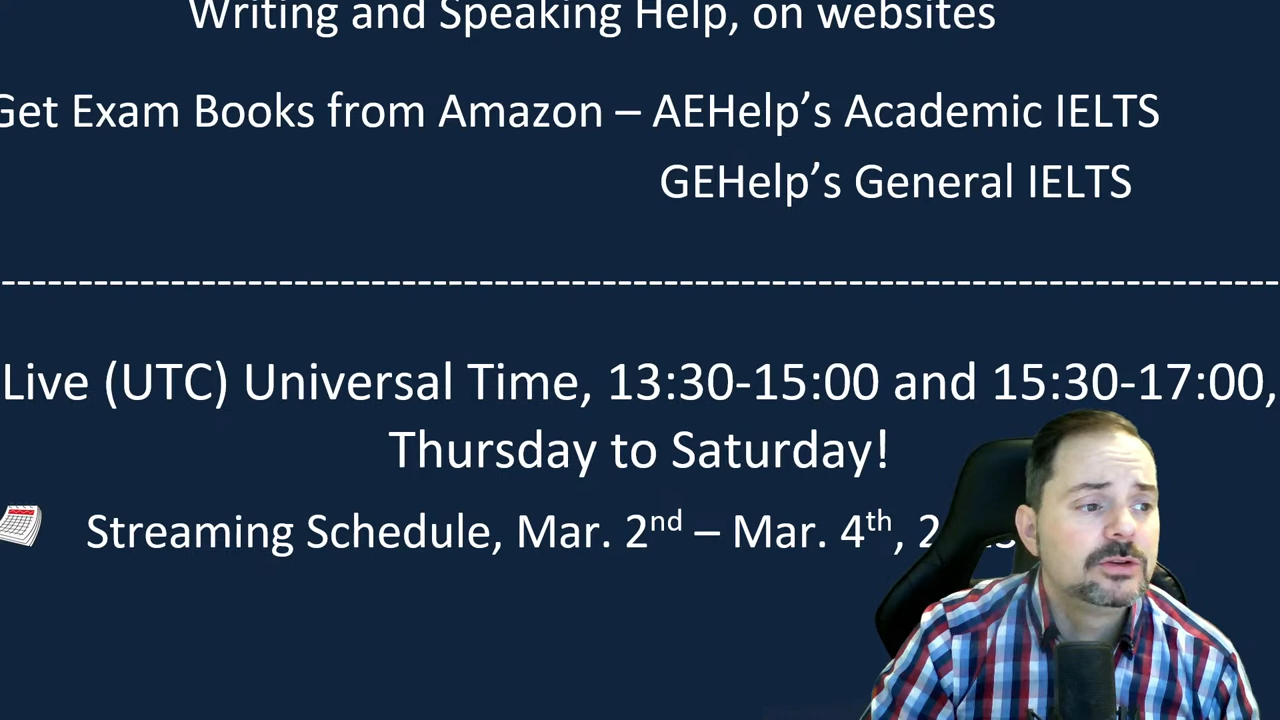 Writing and Speaking Help, on websites
Get Exam Books from Amazon – AEHelp’s Academic IELTS
GEHelp’s General IELTS
Live (UTC) Universal Time, 13:30-15:00 and 15:30-17:00,
Thursday to Saturday!
Streaming Schedule, Mar. 2nd – Mar. 4th,